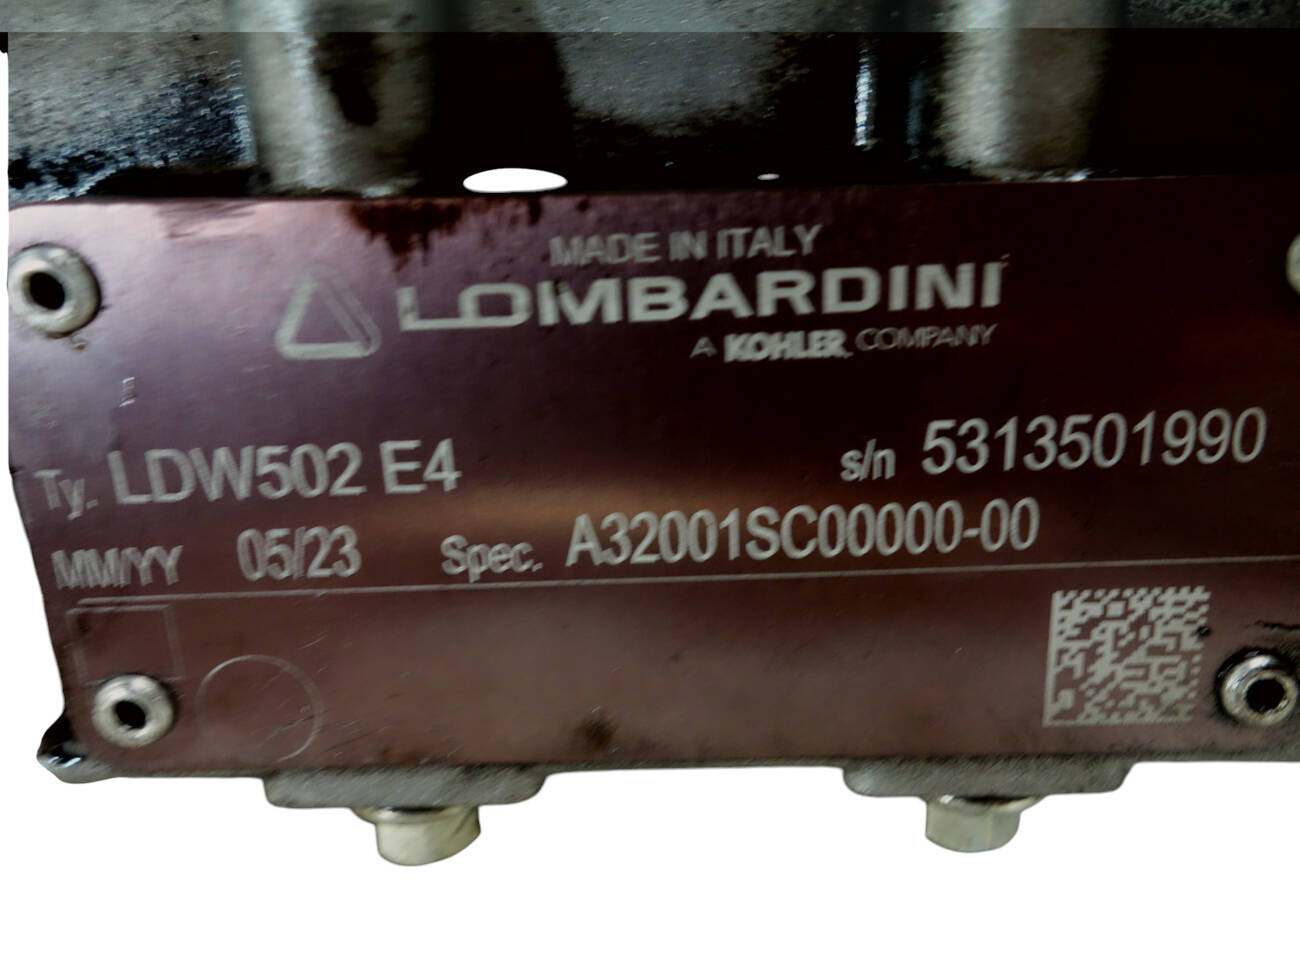 MADE IN ITALY
LOMBARDINI
A KOHLER COMPANY
Ty. LDW502 E4 s/n 5313501990
MM/YY 05/23 Spec. A32001SC00000-00